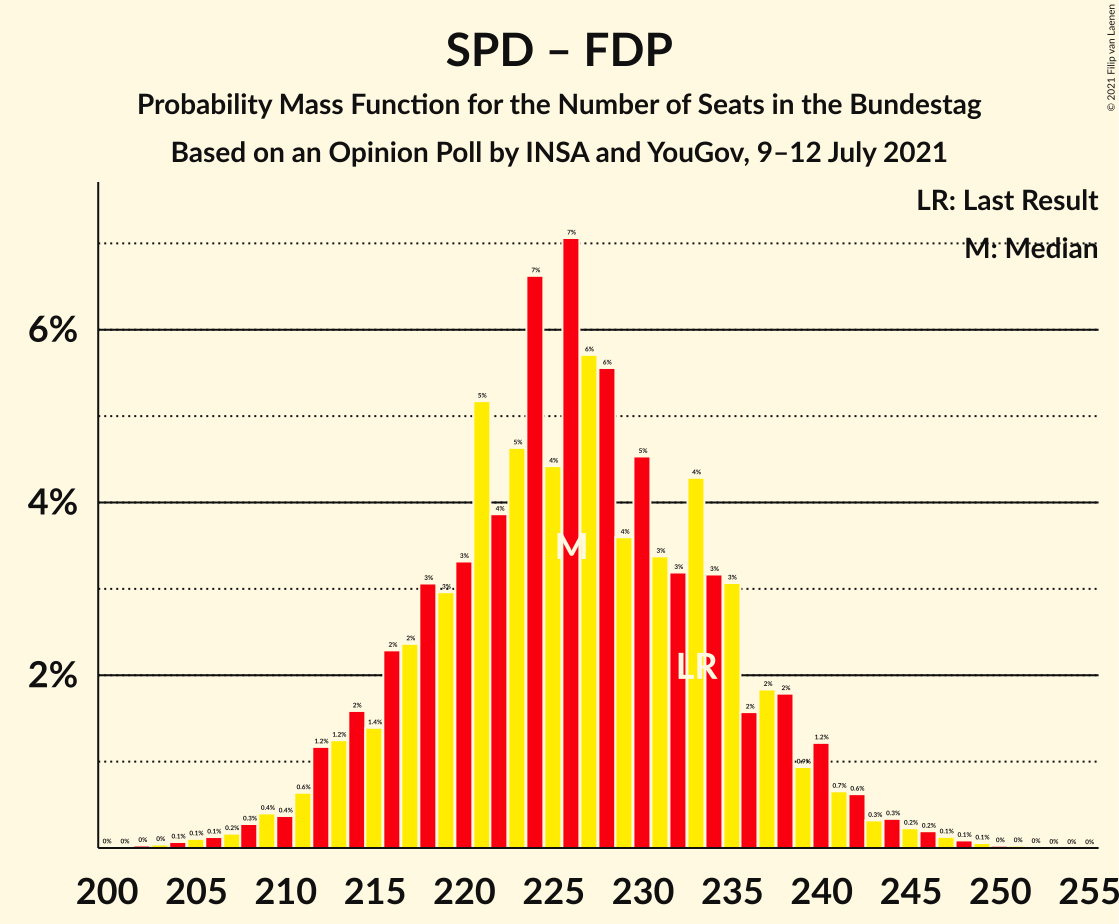 SPD – FDP
Probability Mass Function for the Number of Seats in the Bundestag
Based on an Opinion Poll by INSA and YouGov, 9–12 July 2021
© 2021 Filip van Laenen
LR: Last Result
M: Median
6%
4%
2%
0% 0% 0% 0% 0.1% 0.1% 0.1% 0.2% 0.3% 0.4% 0.4% 0.6% 1.2% 1.2% 2% 1.4% 2% 2% 3% 3% 3% 5% 4% 5% 7% 4% 7% 6% 6% 4% 5% 3% 3% 4% 3% 3% 2% 2% 2% 0.9% 1.2% 0.7% 0.6% 0.3% 0.3% 0.2% 0.2% 0.1% 0.1% 0.1% 0% 0% 0% 0% 0% 0%
M
LR
200 205 210 215 220 225 230 235 240 245 250 255